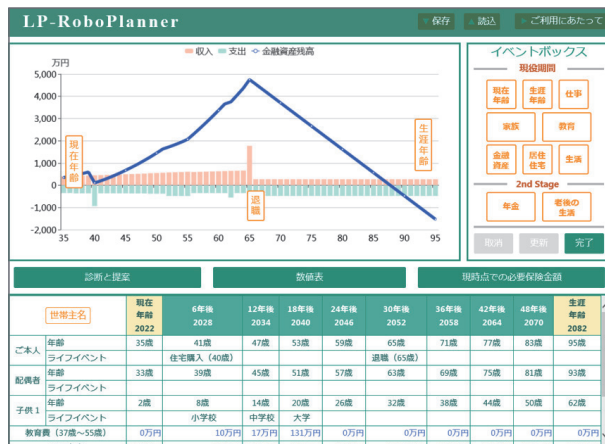 LP-RoboPlanner
保存 読込 ご利用にあたって
収入 支出 金融資産残高
万円
5,000
4,000
3,000
2,000
1,000
0
-1,000
-2,000
現在年齢
退職
生涯年齢
35 40 45 50 55 60 65 70 75 80 85 90 95
イベントボックス
現役期間
現在年齢 生涯年齢 仕事
家族 教育
金融資産 居住住宅 生活
2nd Stage
年金 老後の生活
取消 更新 完了
診断と提案 数値表 現時点での必要保険金額
世帯主名 現在年齢 2022 6年後 2028 12年後 2034 18年後 2040 24年後 2046 30年後 2052 36年後 2058 42年後 2064 48年後 2070 生涯年齢 2082
ご本人 年齢 35歳 41歳 47歳 53歳 59歳 65歳 71歳 77歳 83歳 95歳
ライフイベント 住宅購入（40歳） 退職（65歳）
配偶者 年齢 33歳 39歳 45歳 51歳 57歳 63歳 69歳 75歳 81歳 93歳
ライフイベント
子供1 年齢 2歳 8歳 14歳 20歳 26歳 32歳 38歳 44歳 50歳 62歳
ライフイベント 小学校 中学校 大学
教育費（37歳～55歳） 0万円 10万円 17万円 131万円 0万円 0万円 0万円 0万円 0万円 0万円